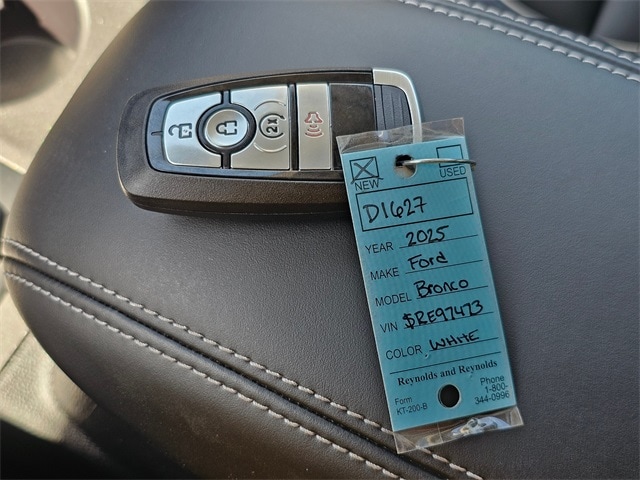 2x
NEW USED
D1627
YEAR 2025
MAKE Ford
MODEL Bronco
VIN $RE97473
COLOR WHITE
Reynolds and Reynolds
Form
KT-200-B
Phone
1-800-
344-0996